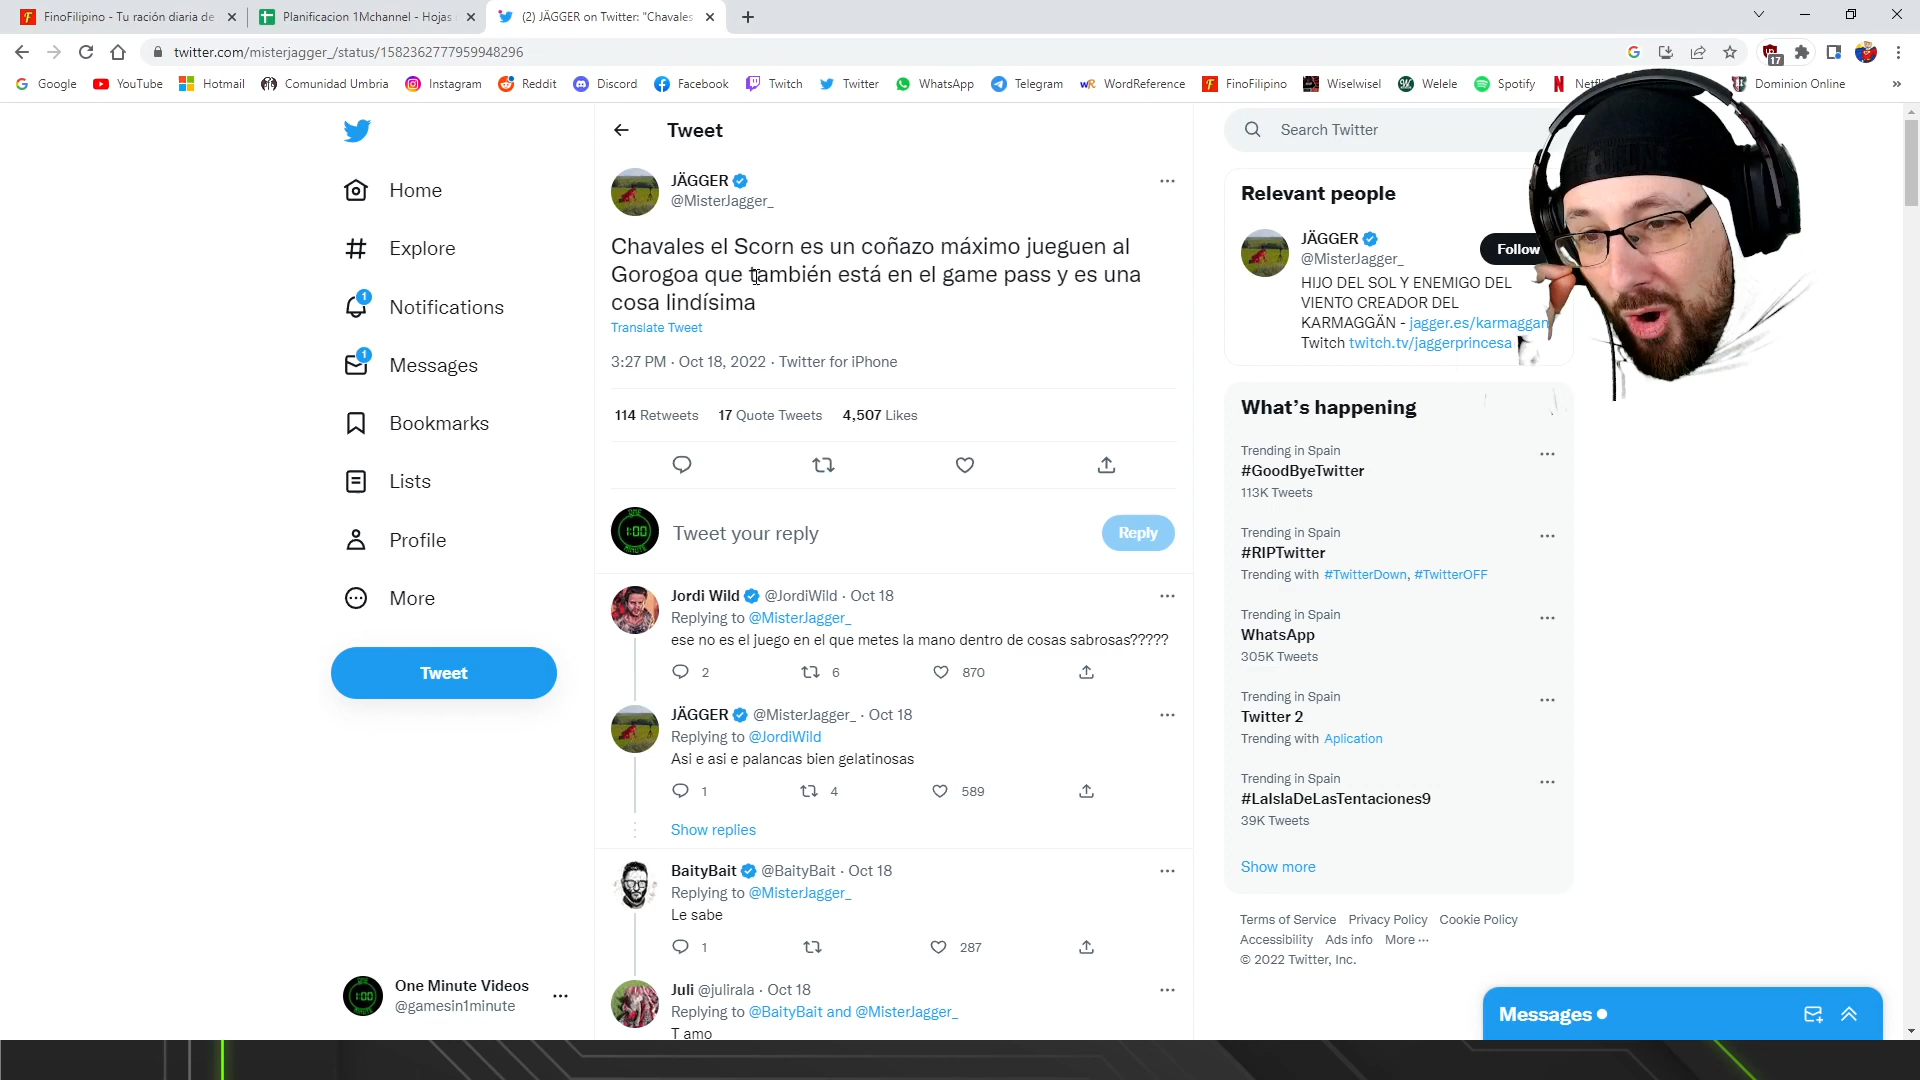 FinoFilipino - Tu ración diaria de
Planificacion 1Mchannel - Hojas
(2) JÄGGER on Twitter: "Chavales
twitter.com/misterjagger_/status/1582362777959948296
17
Google
YouTube
Hotmail
Comunidad Umbria
Instagram
Reddit
Discord
Facebook
Twitch
Twitter
WhatsApp
Telegram
WordReference
FinoFilipino
Wiselwisel
Welele
Spotify
Dominion Online
Home
Explore
1
Notifications
1
Messages
Bookmarks
Lists
Profile
More
Tweet
One Minute Videos
@gamesin1minute
Tweet
JÄGGER
@MisterJagger_
Chavales el Scorn es un coñazo máximo jueguen al
Gorogoa que también está en el game pass y es una
cosa lindísima
Translate Tweet
3:27 PM · Oct 18, 2022 · Twitter for iPhone
114 Retweets 17 Quote Tweets 4,507 Likes
1:00
Tweet your reply
Reply
Jordi Wild @JordiWild · Oct 18
Replying to @MisterJagger_
ese no es el juego en el que metes la mano dentro de cosas sabrosas?????
2 6 870
JÄGGER @MisterJagger_ · Oct 18
Replying to @JordiWild
Asi e asi e palancas bien gelatinosas
1 4 589
Show replies
BaityBait @BaityBait · Oct 18
Replying to @MisterJagger_
Le sabe
1 287
Juli @julirala · Oct 18
Replying to @BaityBait and @MisterJagger_
T amo
Search Twitter
Relevant people
JÄGGER
@MisterJagger_
Follow
HIJO DEL SOL Y ENEMIGO DEL
VIENTO CREADOR DEL
KARMAGGÄN - jagger.es/karmaggan
Twitch twitch.tv/jaggerprincesa
What's happening
Trending in Spain
#GoodByeTwitter
113K Tweets
Trending in Spain
#RIPTwitter
Trending with #TwitterDown, #TwitterOFF
Trending in Spain
WhatsApp
305K Tweets
Trending in Spain
Twitter 2
Trending with Aplication
Trending in Spain
#LaIslaDeLasTentaciones9
39K Tweets
Show more
Terms of Service Privacy Policy Cookie Policy
Accessibility Ads info More ···
© 2022 Twitter, Inc.
Messages